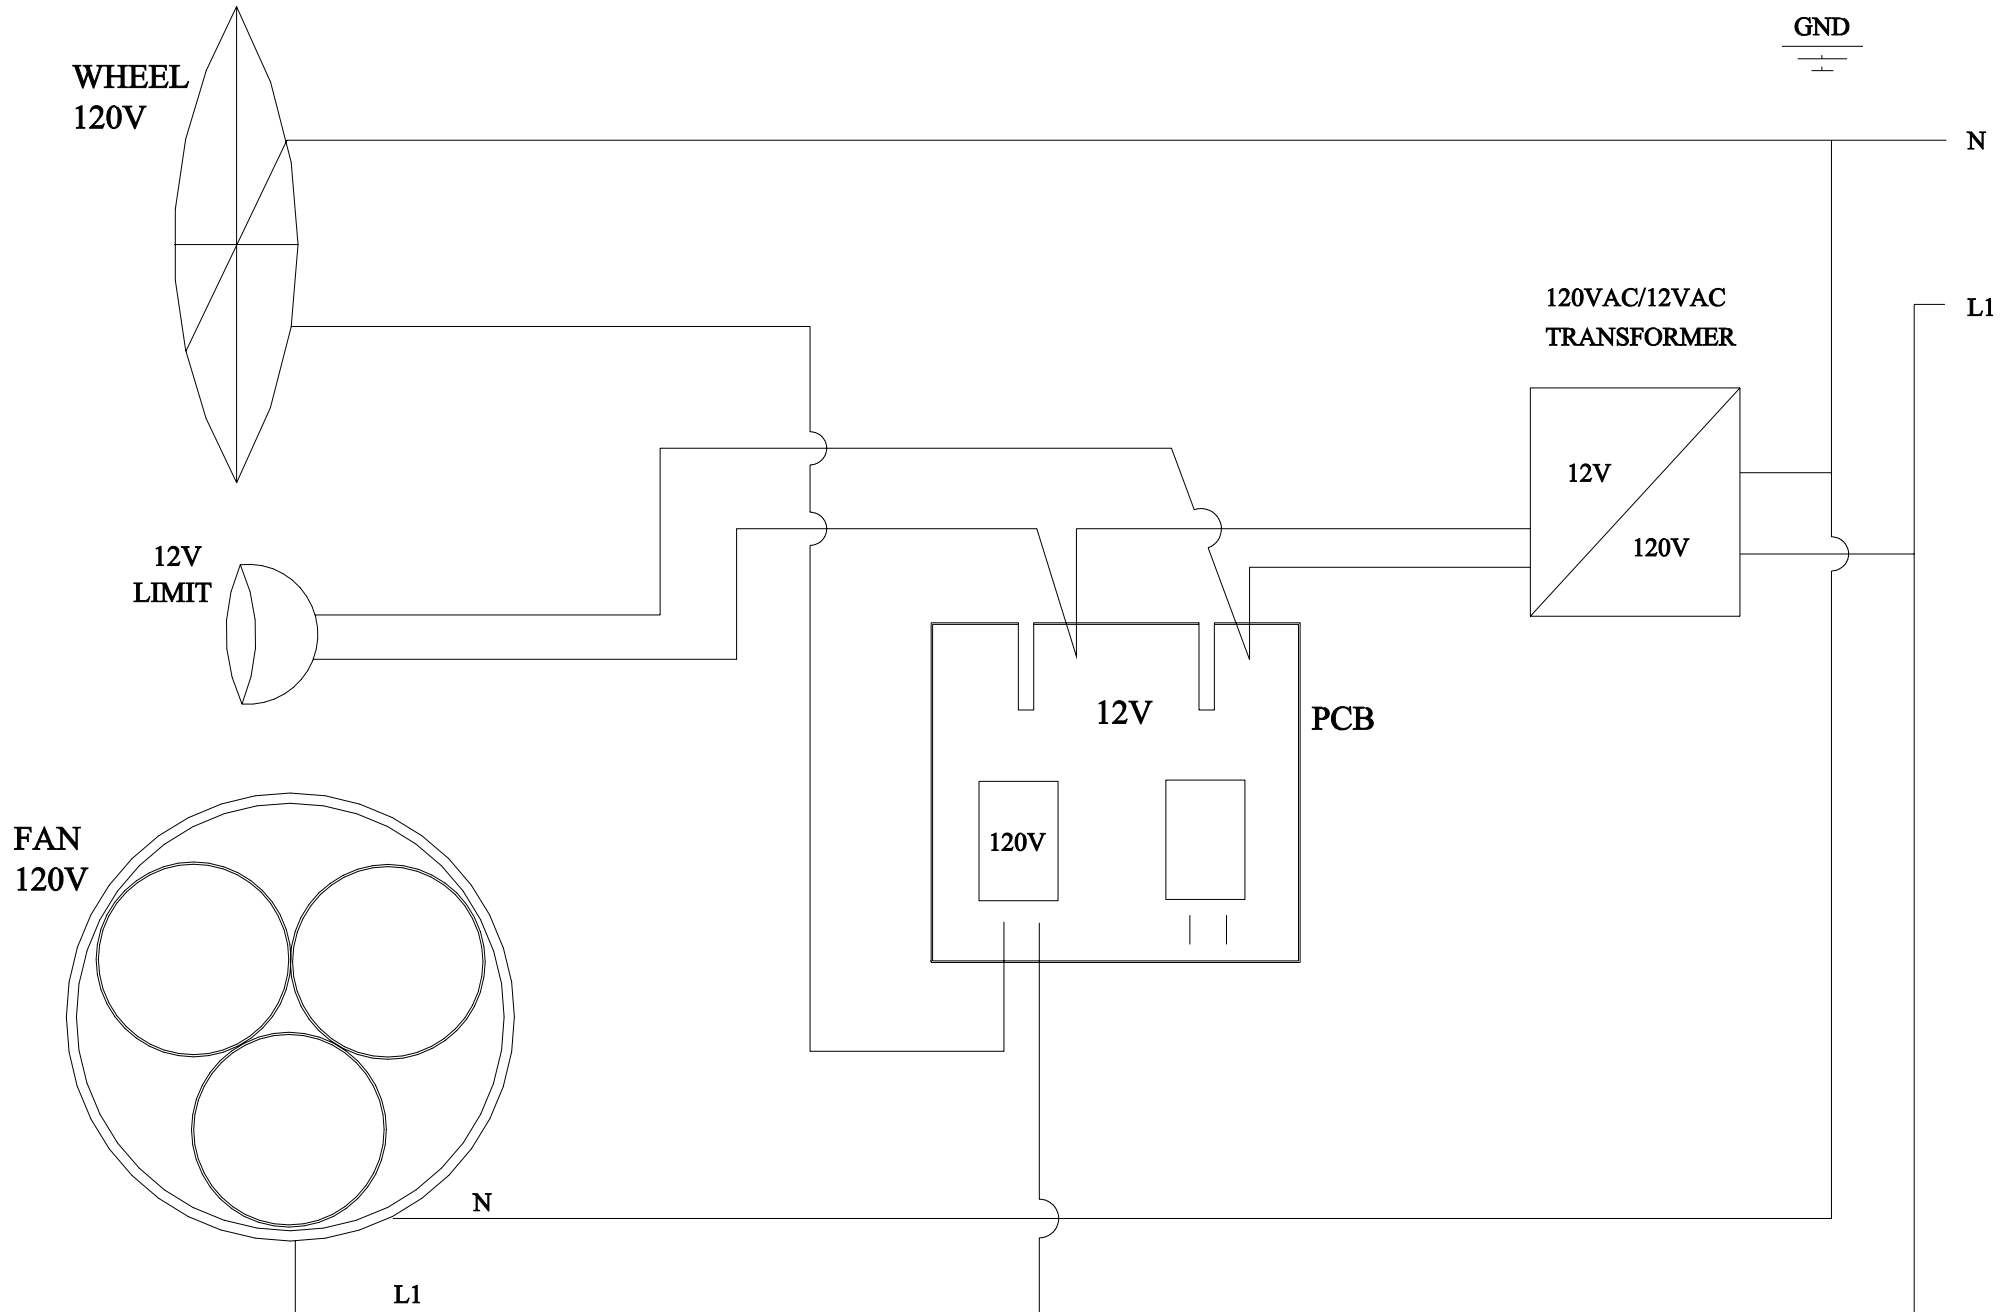 GND
WHEEL
120V
N
120VAC/12VAC
TRANSFORMER
L1
12V
120V
12V
LIMIT
12V
PCB
120V
FAN
120V
N
L1